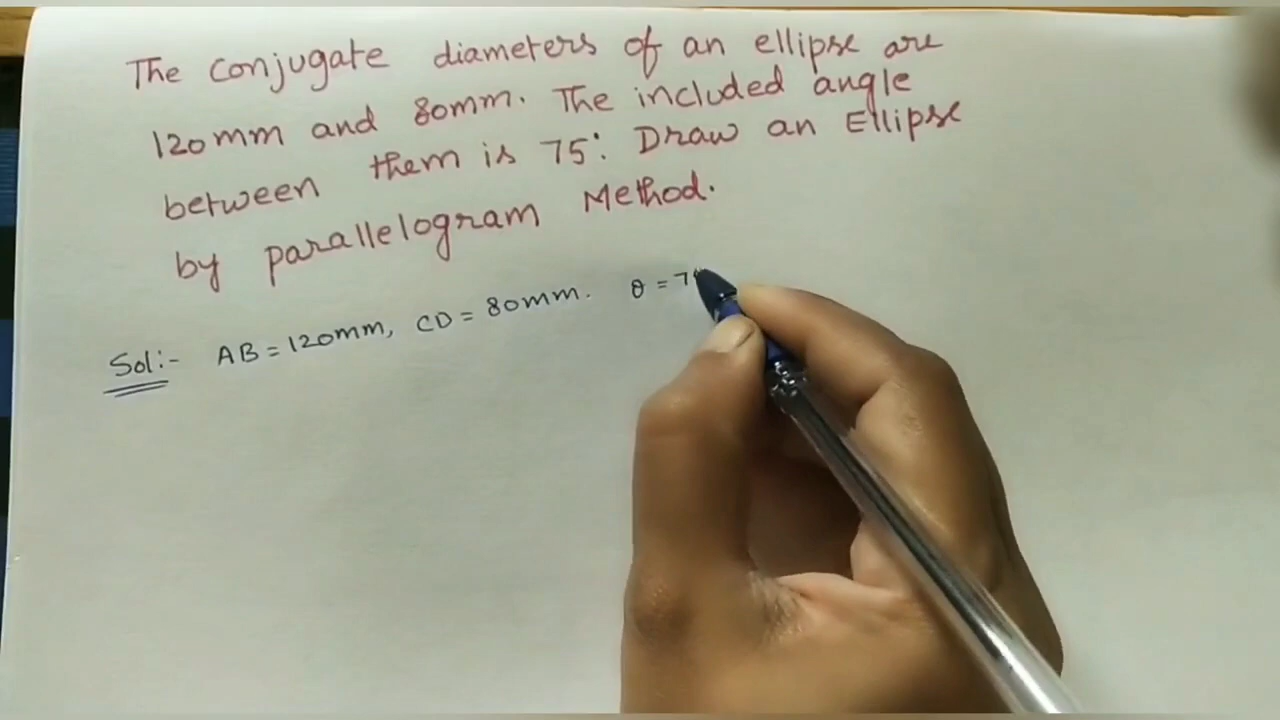 The conjugate diameters of an ellipse are
120mm and 80mm. The included angle
between them is 75°. Draw an Ellipse
by parallelogram Method.
Sol:- AB = 120mm, CD = 80mm. θ = 7